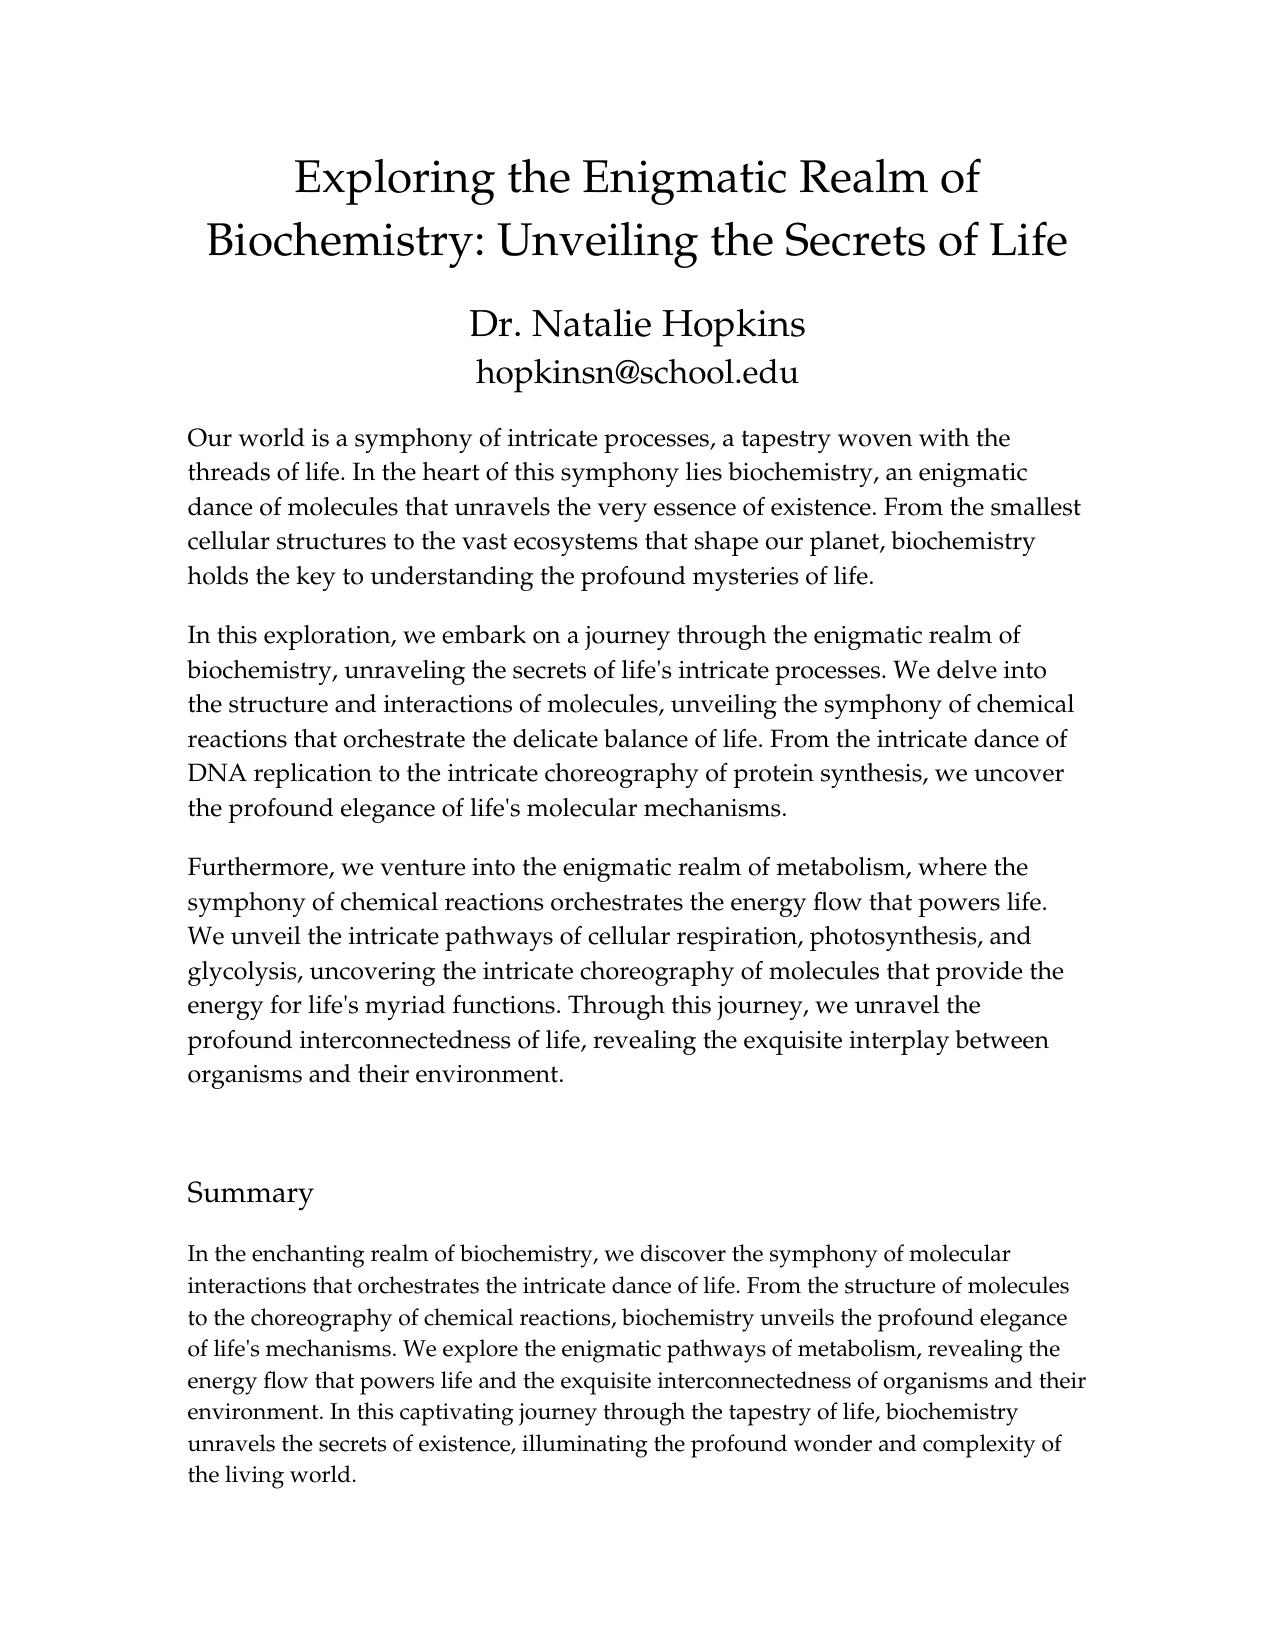 Exploring the Enigmatic Realm of
Biochemistry: Unveiling the Secrets of Life
Dr. Natalie Hopkins
hopkinsn@school.edu
Our world is a symphony of intricate processes, a tapestry woven with the
threads of life. In the heart of this symphony lies biochemistry, an enigmatic
dance of molecules that unravels the very essence of existence. From the smallest
cellular structures to the vast ecosystems that shape our planet, biochemistry
holds the key to understanding the profound mysteries of life.
In this exploration, we embark on a journey through the enigmatic realm of
biochemistry, unraveling the secrets of life's intricate processes. We delve into
the structure and interactions of molecules, unveiling the symphony of chemical
reactions that orchestrate the delicate balance of life. From the intricate dance of
DNA replication to the intricate choreography of protein synthesis, we uncover
the profound elegance of life's molecular mechanisms.
Furthermore, we venture into the enigmatic realm of metabolism, where the
symphony of chemical reactions orchestrates the energy flow that powers life.
We unveil the intricate pathways of cellular respiration, photosynthesis, and
glycolysis, uncovering the intricate choreography of molecules that provide the
energy for life's myriad functions. Through this journey, we unravel the
profound interconnectedness of life, revealing the exquisite interplay between
organisms and their environment.
Summary
In the enchanting realm of biochemistry, we discover the symphony of molecular
interactions that orchestrates the intricate dance of life. From the structure of molecules
to the choreography of chemical reactions, biochemistry unveils the profound elegance
of life's mechanisms. We explore the enigmatic pathways of metabolism, revealing the
energy flow that powers life and the exquisite interconnectedness of organisms and their
environment. In this captivating journey through the tapestry of life, biochemistry
unravels the secrets of existence, illuminating the profound wonder and complexity of
the living world.